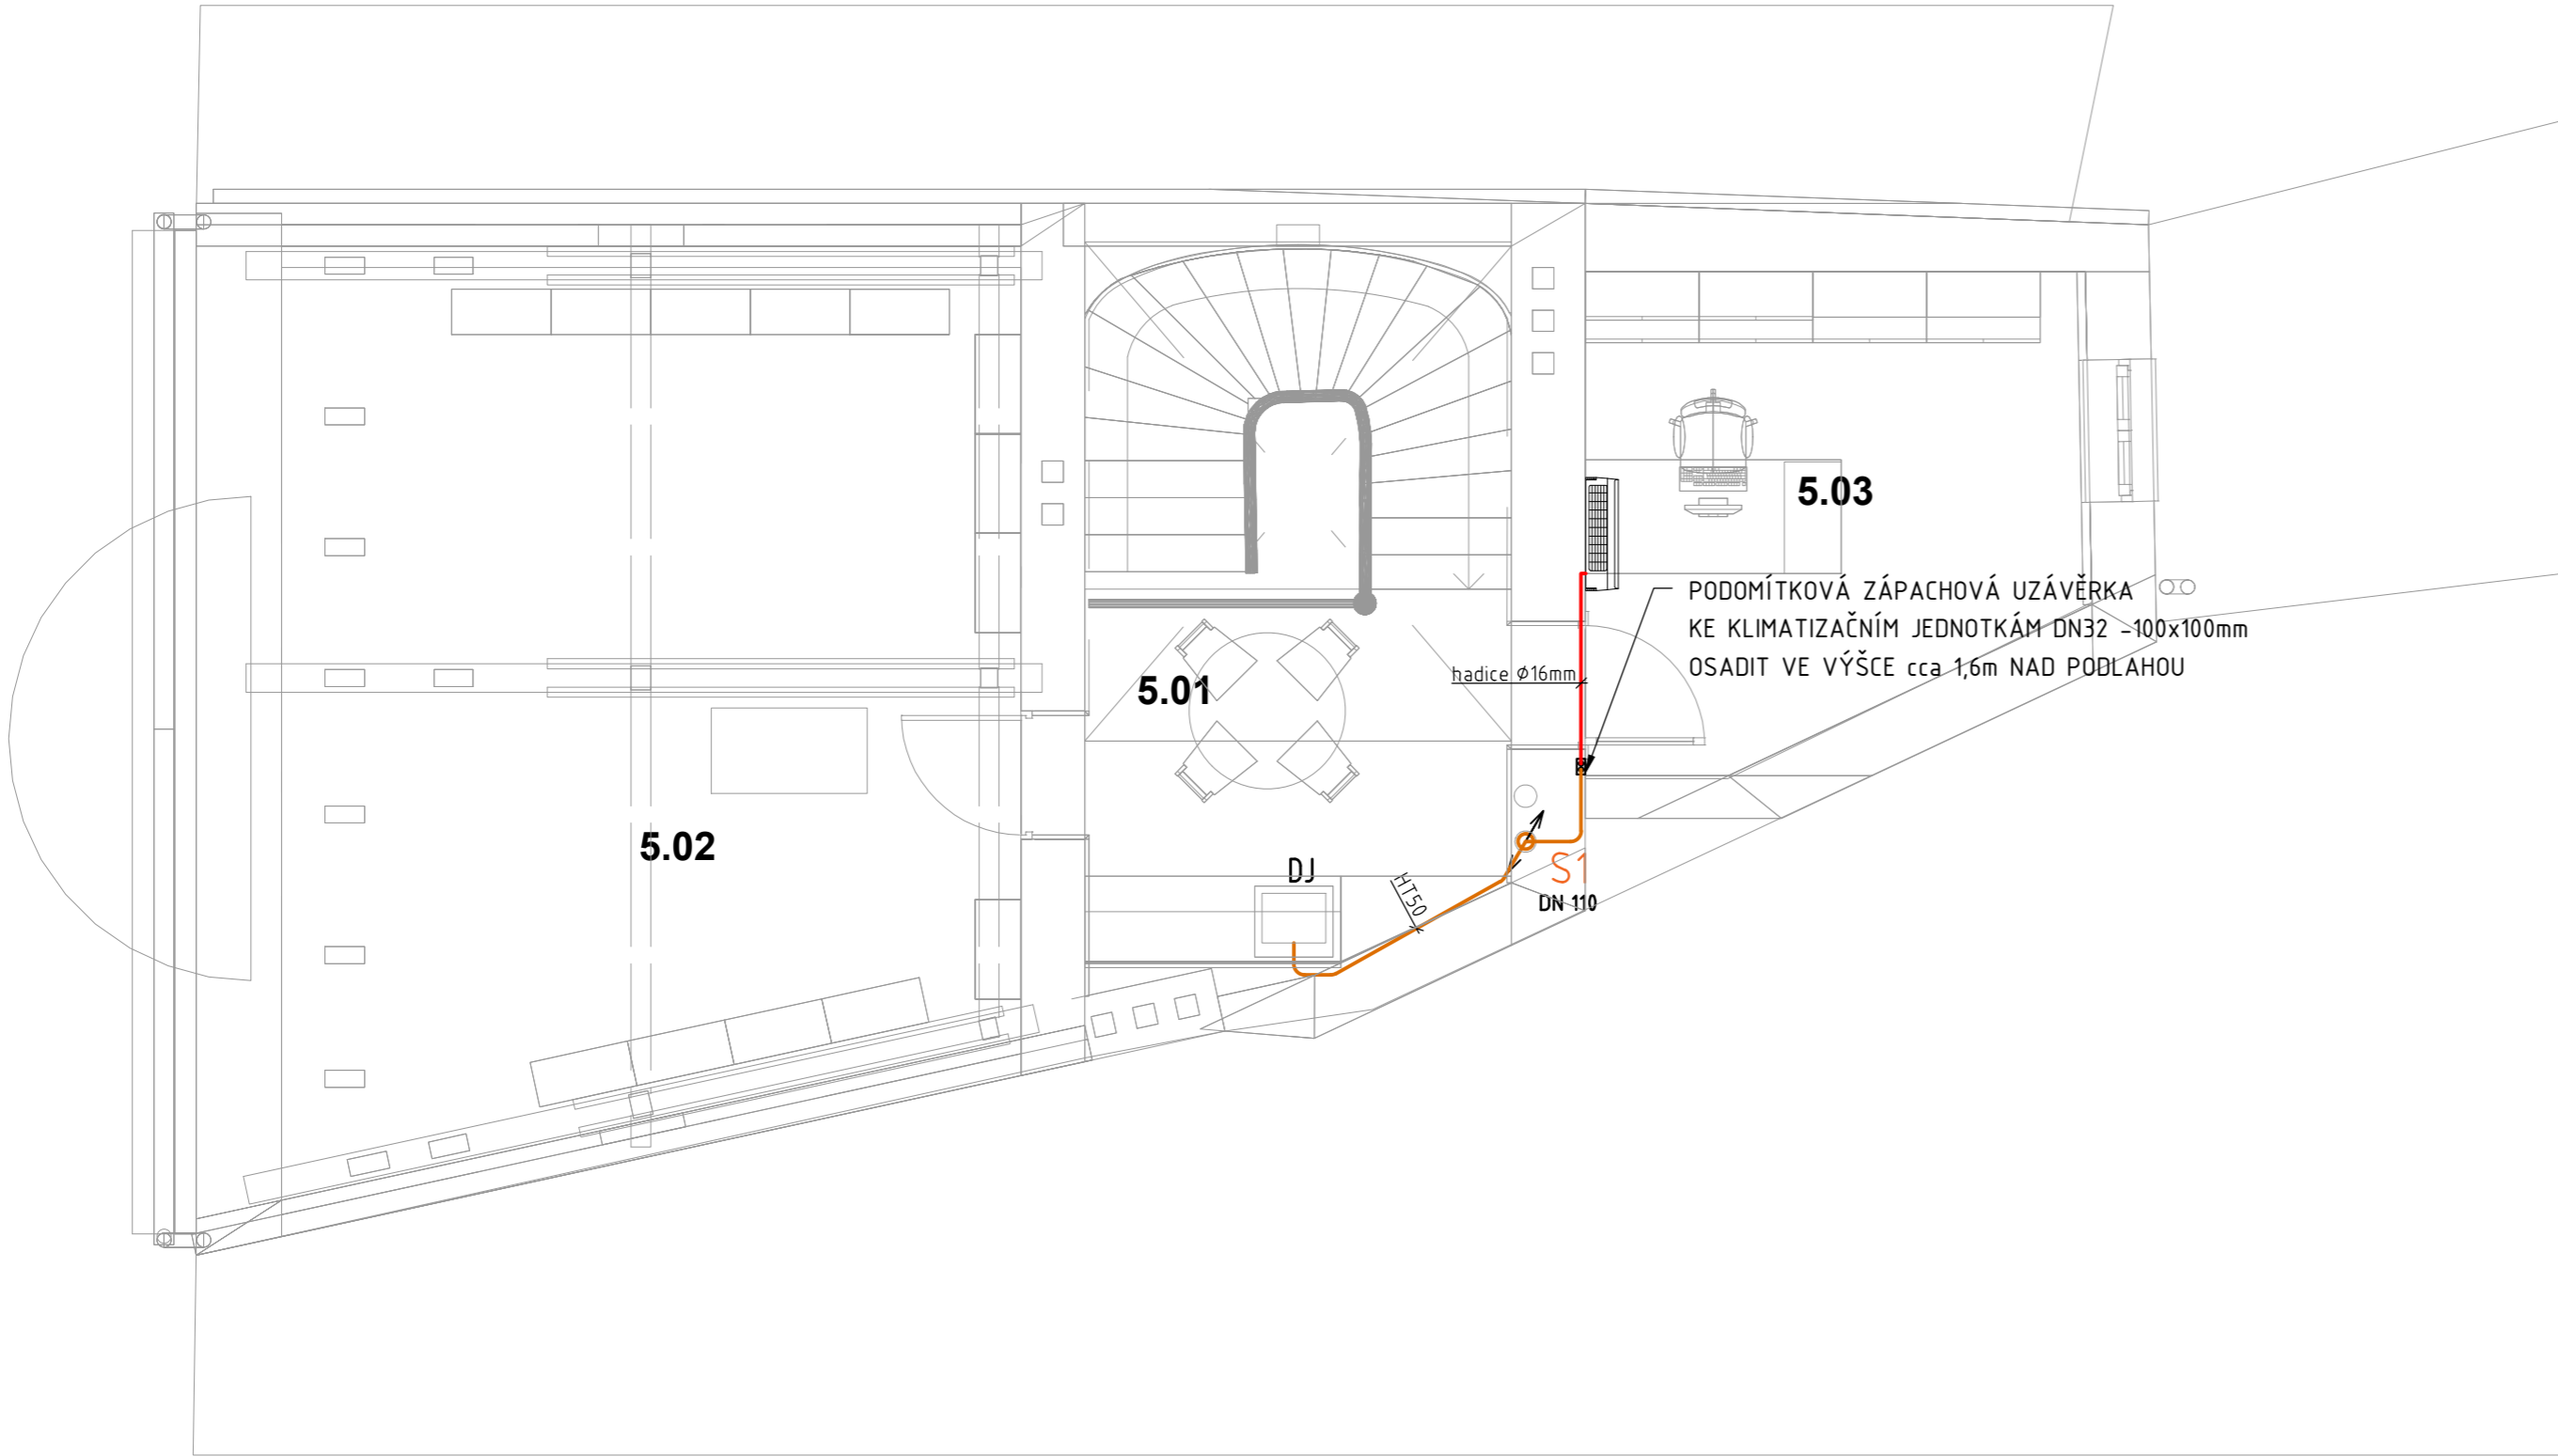 5.03
PODOMÍTKOVÁ ZÁPACHOVÁ UZÁVĚRKA
KE KLIMATIZAČNÍM JEDNOTKÁM DN32 -100x100mm
OSADIT VE VÝŠCE cca 1,6m NAD PODLAHOU
hadice Ø16mm
5.01
5.02
DJ
HT50
S1
DN 110